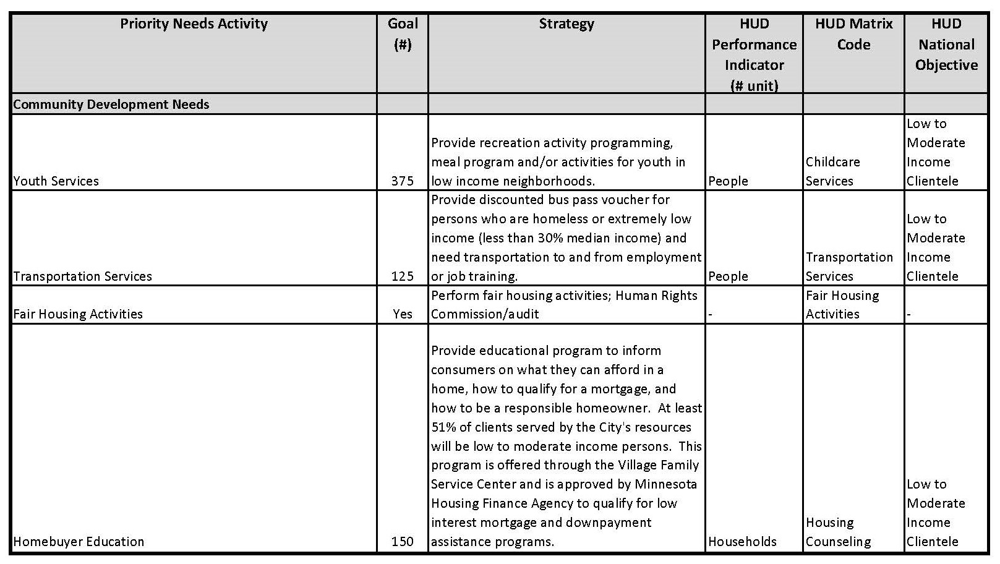 Priority Needs Activity
Goal
(#)
Strategy
HUD
Performance
Indicator
(# unit)
HUD Matrix
Code
HUD
National
Objective
Community Development Needs
Youth Services
375
Provide recreation activity programming,
meal program and/or activities for youth in
low income neighborhoods.
People
Childcare
Services
Low to
Moderate
Income
Clientele
Transportation Services
125
Provide discounted bus pass voucher for
persons who are homeless or extremely low
income (less than 30% median income) and
need transportation to and from employment
or job training.
People
Transportation
Services
Low to
Moderate
Income
Clientele
Fair Housing Activities
Yes
Perform fair housing activities; Human Rights
Commission/audit
-
Fair Housing
Activities
-
Homebuyer Education
150
Provide educational program to inform
consumers on what they can afford in a
home, how to qualify for a mortgage, and
how to be a responsible homeowner.  At least
51% of clients served by the City's resources
will be low to moderate income persons.  This
program is offered through the Village Family
Service Center and is approved by Minnesota
Housing Finance Agency to qualify for low
interest mortgage and downpayment
assistance programs.
Households
Housing
Counseling
Low to
Moderate
Income
Clientele